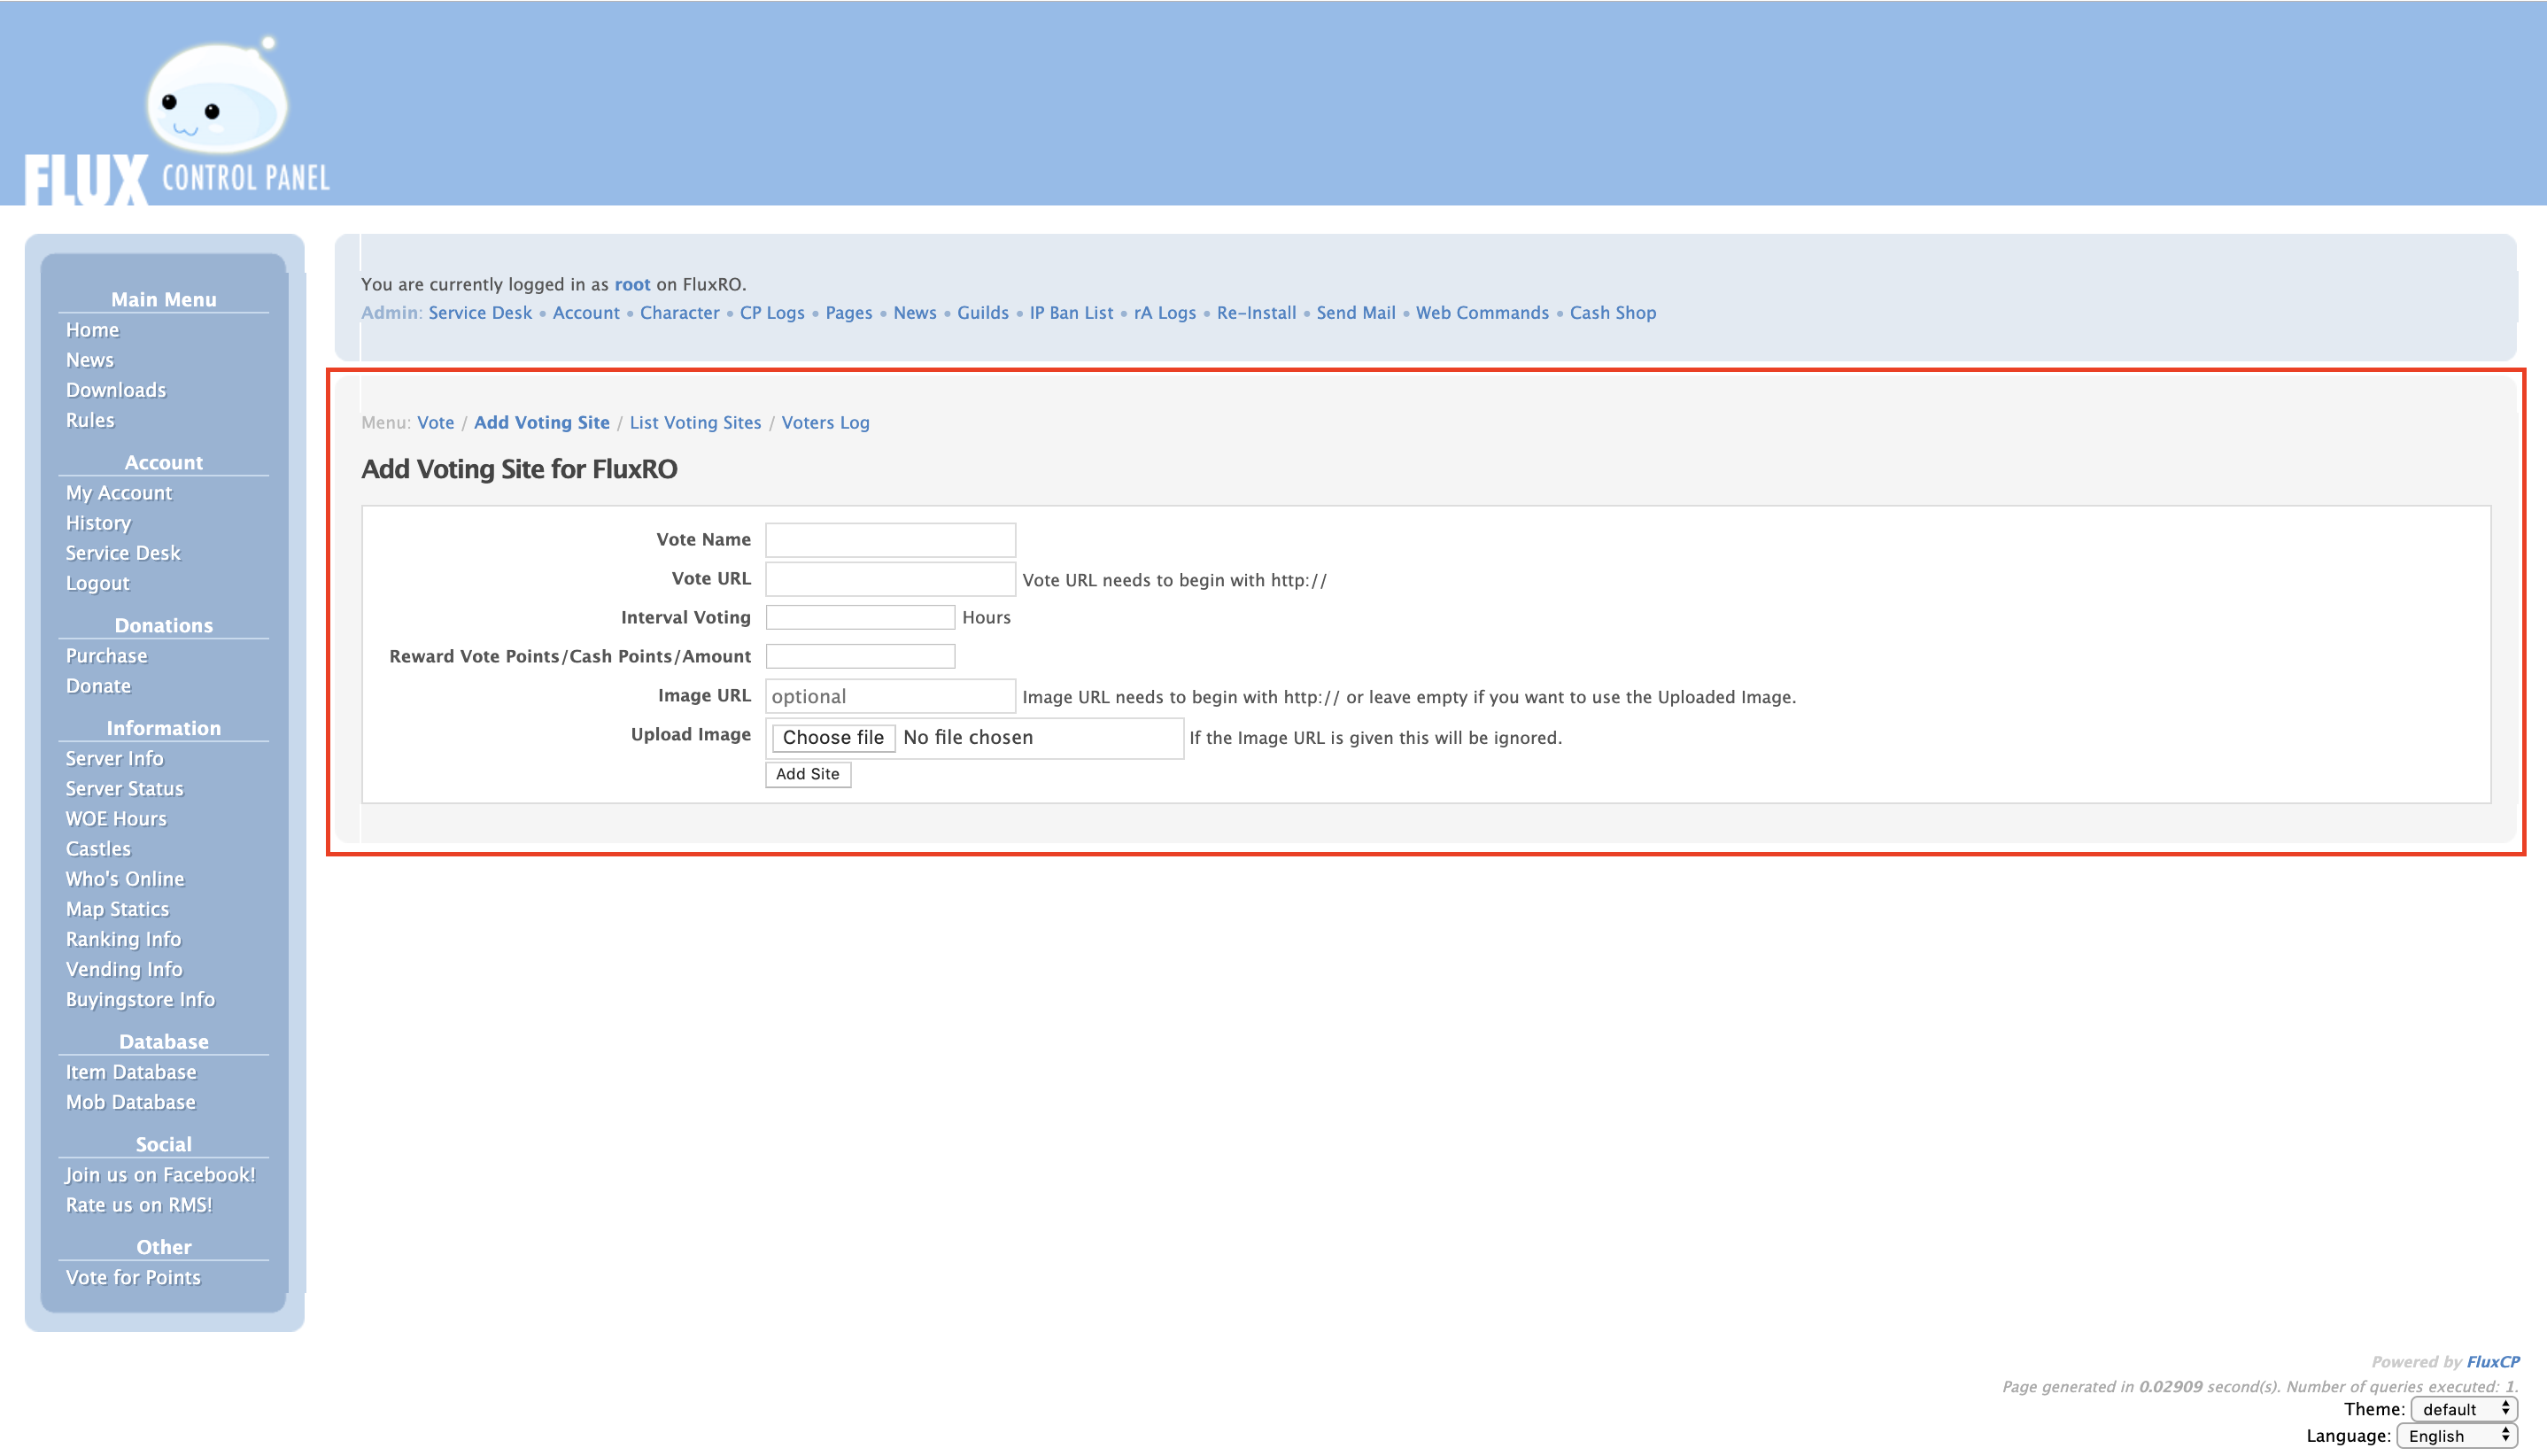 FLUX CONTROL PANEL
Main Menu
Home
News
Downloads
Rules
Account
My Account
History
Service Desk
Logout
Donations
Purchase
Donate
Information
Server Info
Server Status
WOE Hours
Castles
Who's Online
Map Statics
Ranking Info
Vending Info
Buyingstore Info
Database
Item Database
Mob Database
Social
Join us on Facebook!
Rate us on RMS!
Other
Vote for Points
You are currently logged in as root on FluxRO.
Admin: Service Desk • Account • Character • CP Logs • Pages • News • Guilds • IP Ban List • rA Logs • Re-Install • Send Mail • Web Commands • Cash Shop
Menu: Vote / Add Voting Site / List Voting Sites / Voters Log
Add Voting Site for FluxRO
Vote Name
Vote URL Vote URL needs to begin with http://
Interval Voting Hours
Reward Vote Points/Cash Points/Amount
Image URL optional Image URL needs to begin with http:// or leave empty if you want to use the Uploaded Image.
Upload Image Choose file No file chosen If the Image URL is given this will be ignored.
Add Site
Powered by FluxCP
Page generated in 0.02909 second(s). Number of queries executed: 1.
Theme: default
Language: English